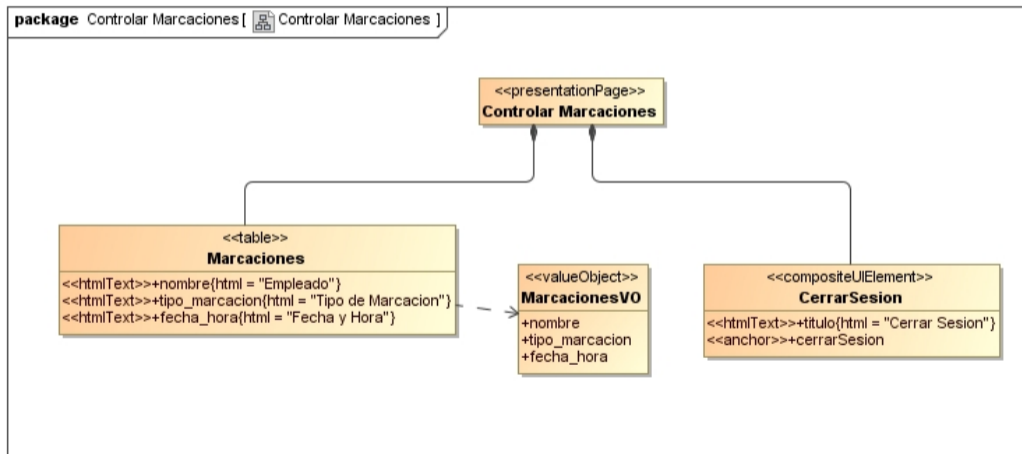 package Controlar Marcaciones [ Controlar Marcaciones ]
<<presentationPage>>
Controlar Marcaciones
<<table>>
Marcaciones
<<htmlText>>+nombre{html = "Empleado"}
<<htmlText>>+tipo_marcacion{html = "Tipo de Marcacion"}
<<htmlText>>+fecha_hora{html = "Fecha y Hora"}
<<valueObject>>
MarcacionesVO
+nombre
+tipo_marcacion
+fecha_hora
<<compositeUIElement>>
CerrarSesion
<<htmlText>>+titulo{html = "Cerrar Sesion"}
<<anchor>>+cerrarSesion